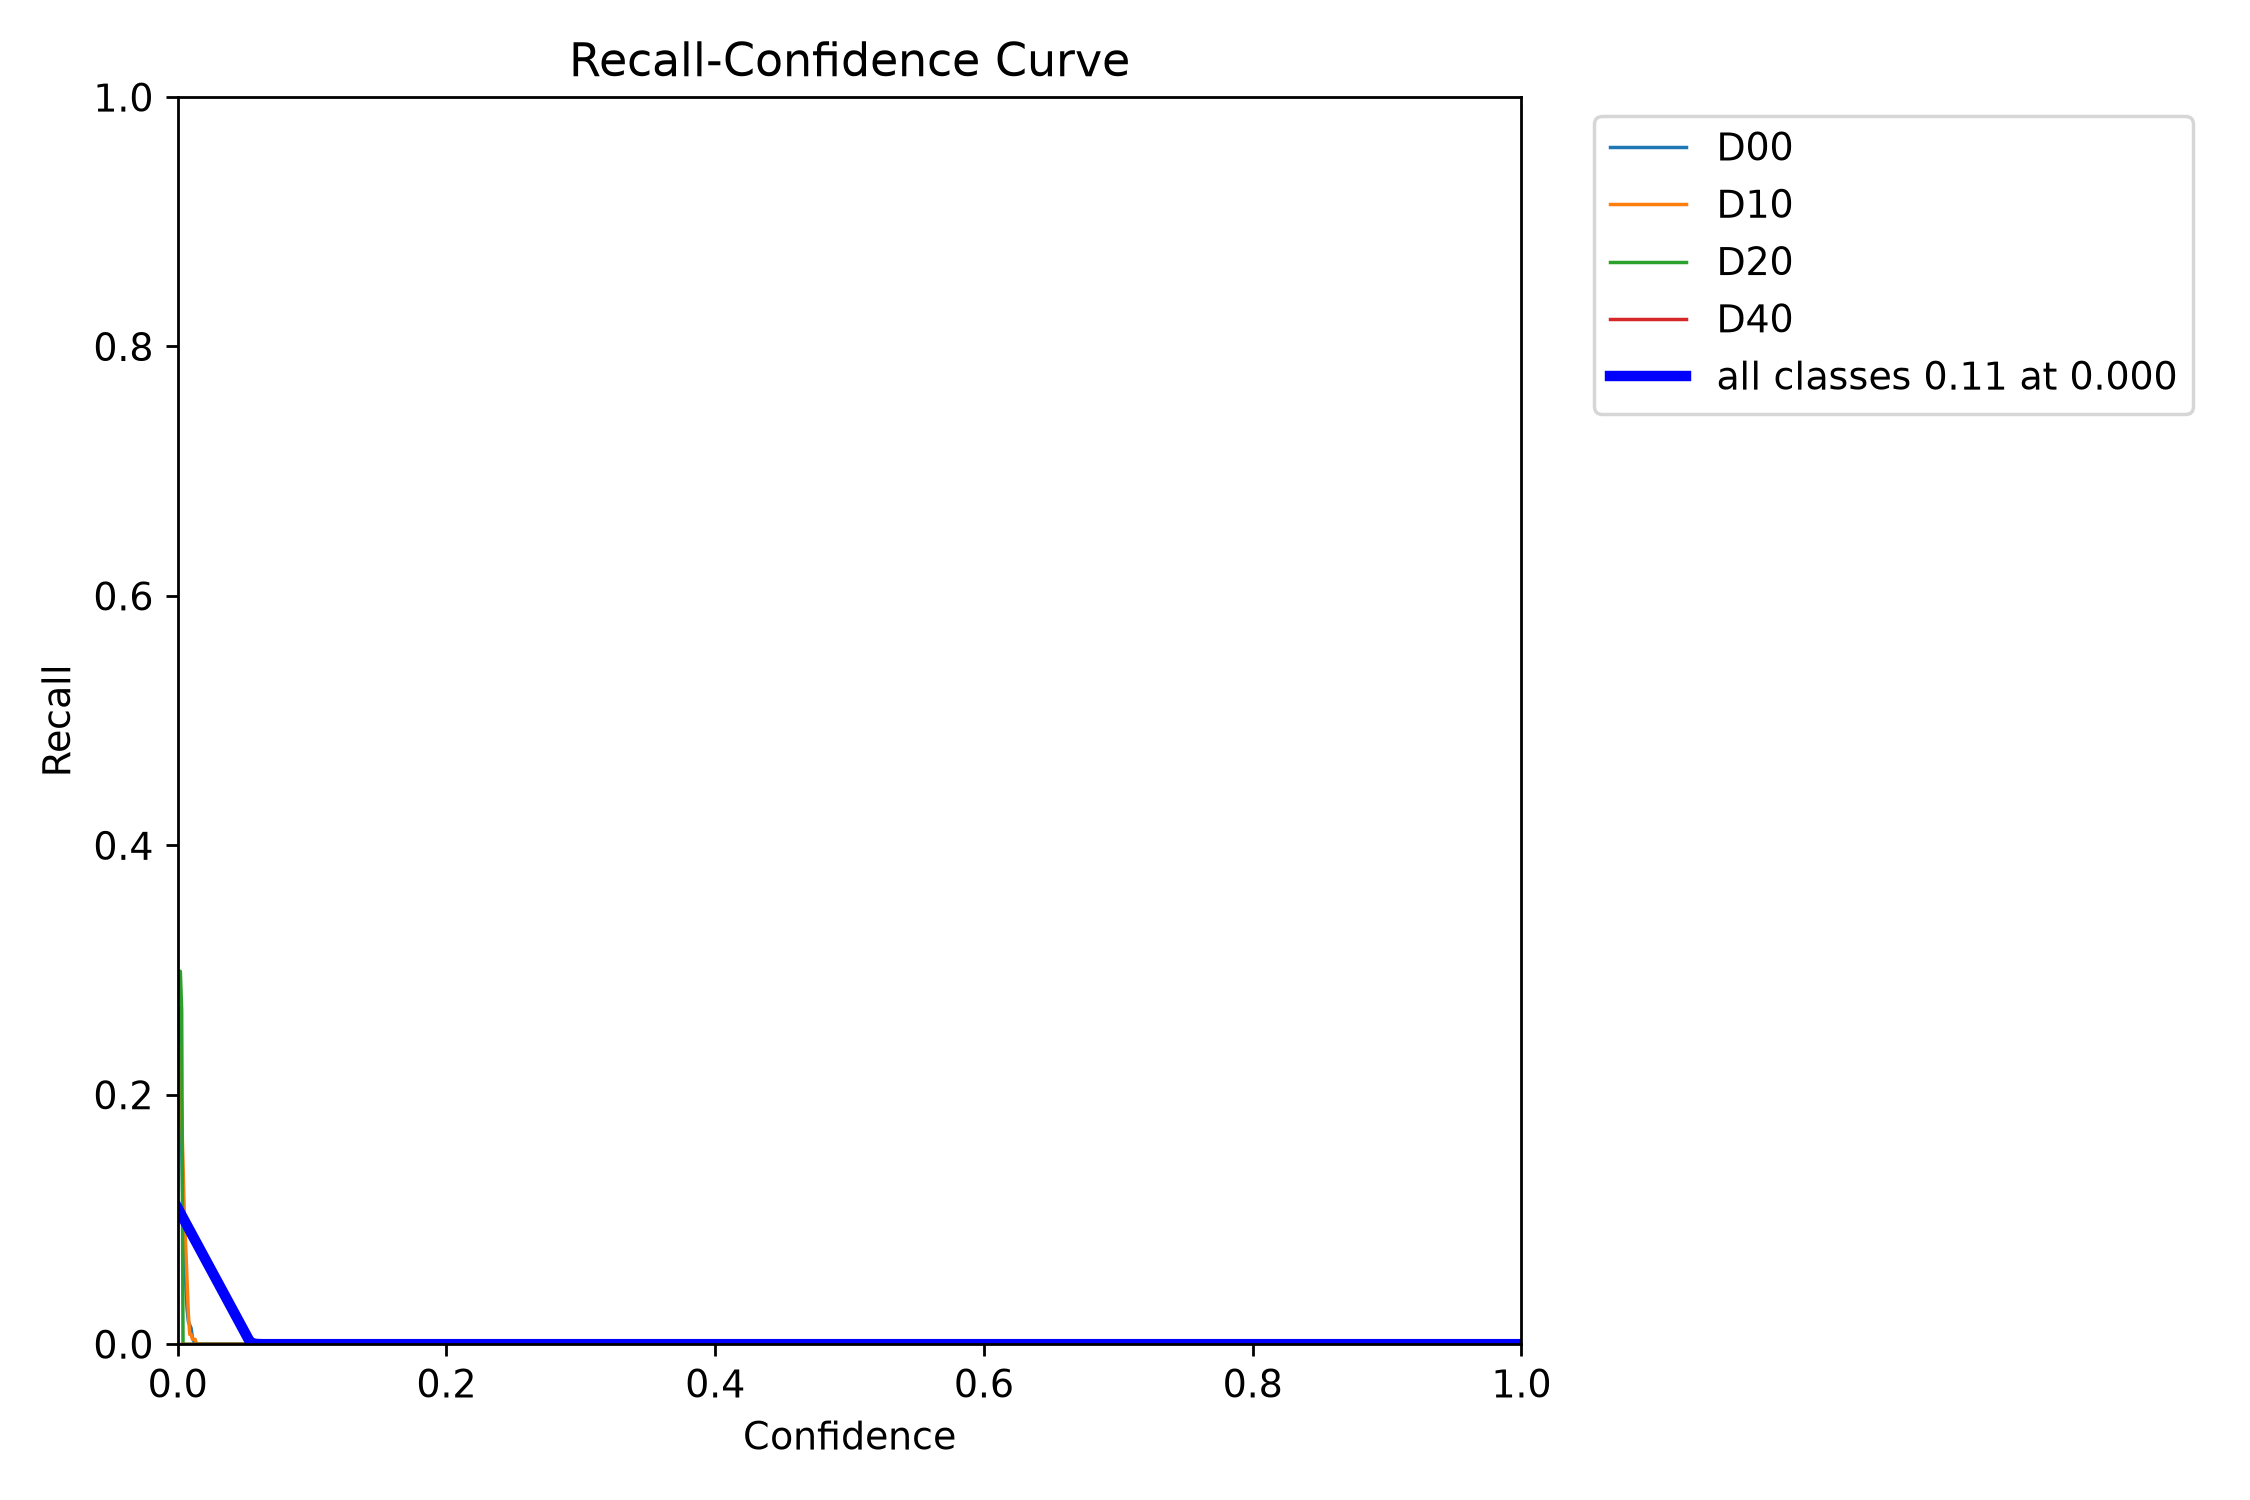 Recall-Confidence Curve
1.0
0.8
0.6
0.4
0.2
0.0
Recall
0.0 0.2 0.4 0.6 0.8 1.0
Confidence
D00
D10
D20
D40
all classes 0.11 at 0.000